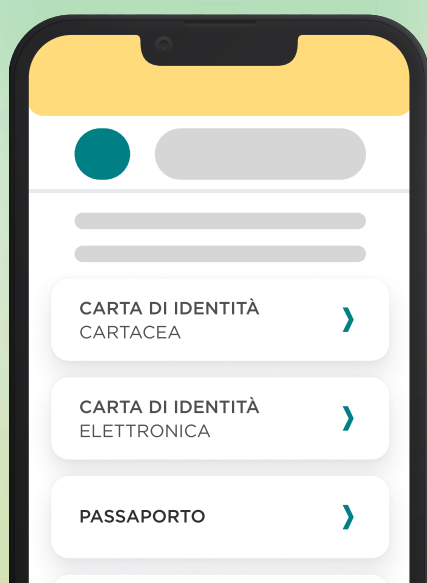 CARTA DI IDENTITÀ
CARTACEA
CARTA DI IDENTITÀ
ELETTRONICA
PASSAPORTO